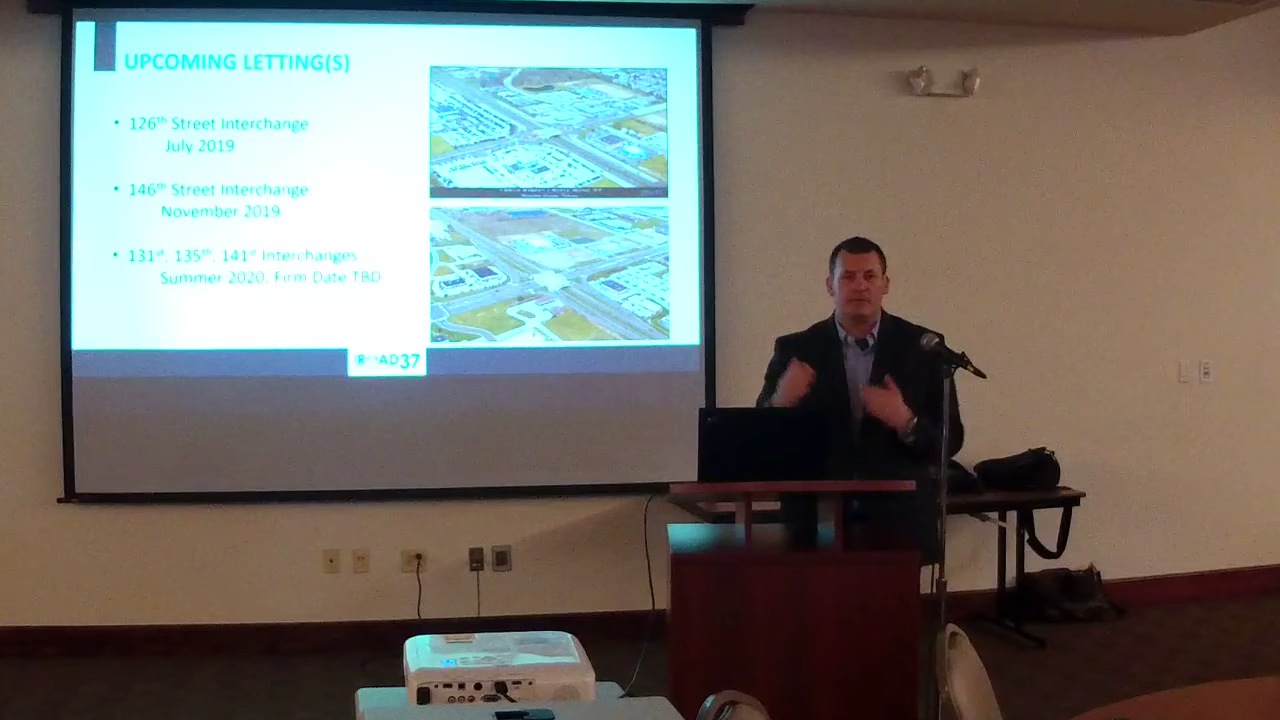 UPCOMING LETTING(S)
• 126th Street Interchange
July 2019
• 146th Street Interchange
November 2019
• 131st, 135th, 141st Interchanges
Summer 2020, Firm Date TBD
37